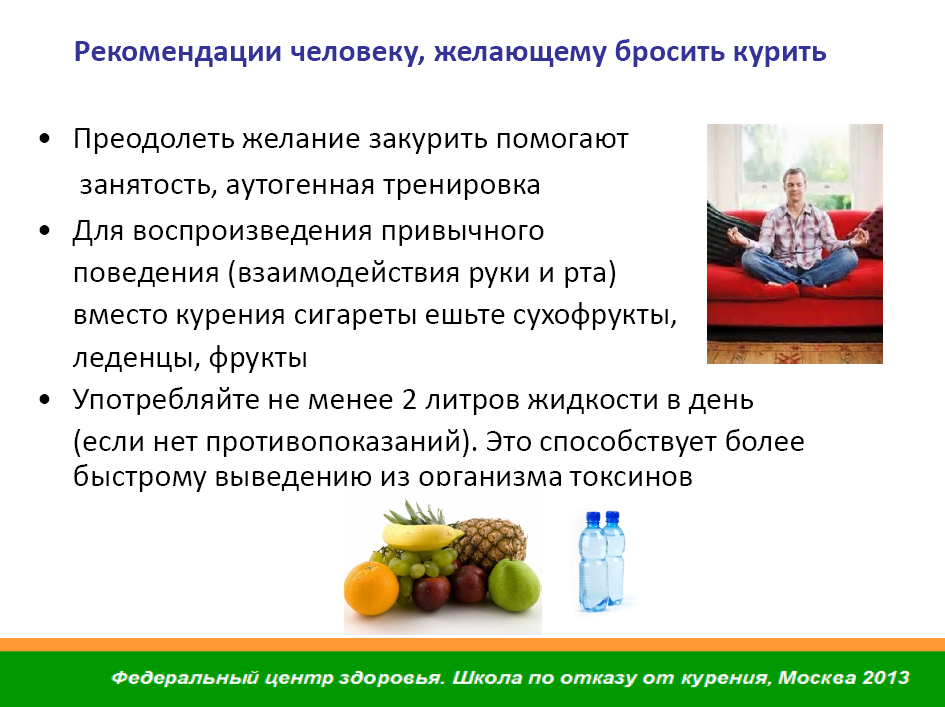 Рекомендации человеку, желающему бросить курить
• Преодолеть желание закурить помогают
занятость, аутогенная тренировка
• Для воспроизведения привычного
поведения (взаимодействия руки и рта)
вместо курения сигареты ешьте сухофрукты,
леденцы, фрукты
• Употребляйте не менее 2 литров жидкости в день
(если нет противопоказаний). Это способствует более
быстрому выведению из организма токсинов
Федеральный центр здоровья. Школа по отказу от курения, Москва 2013